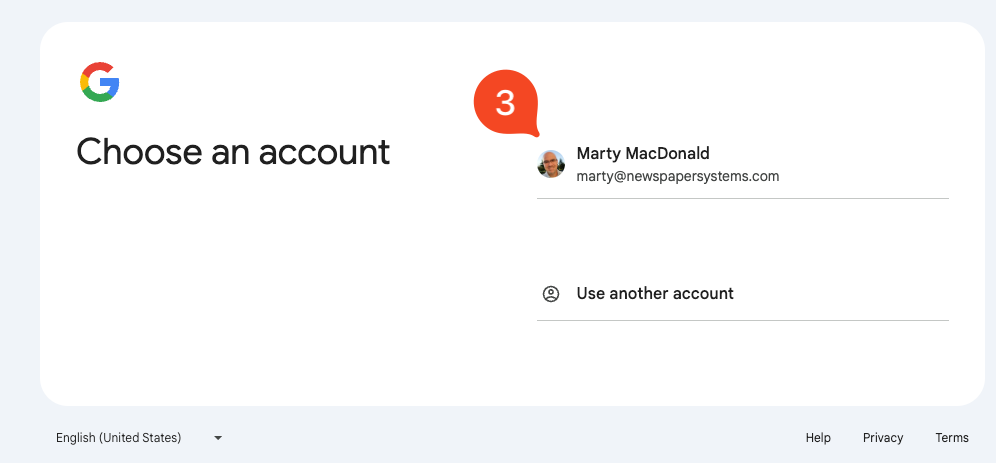 Choose an account
3
Marty MacDonald
marty@newspapersystems.com
Use another account
English (United States)
Help Privacy Terms